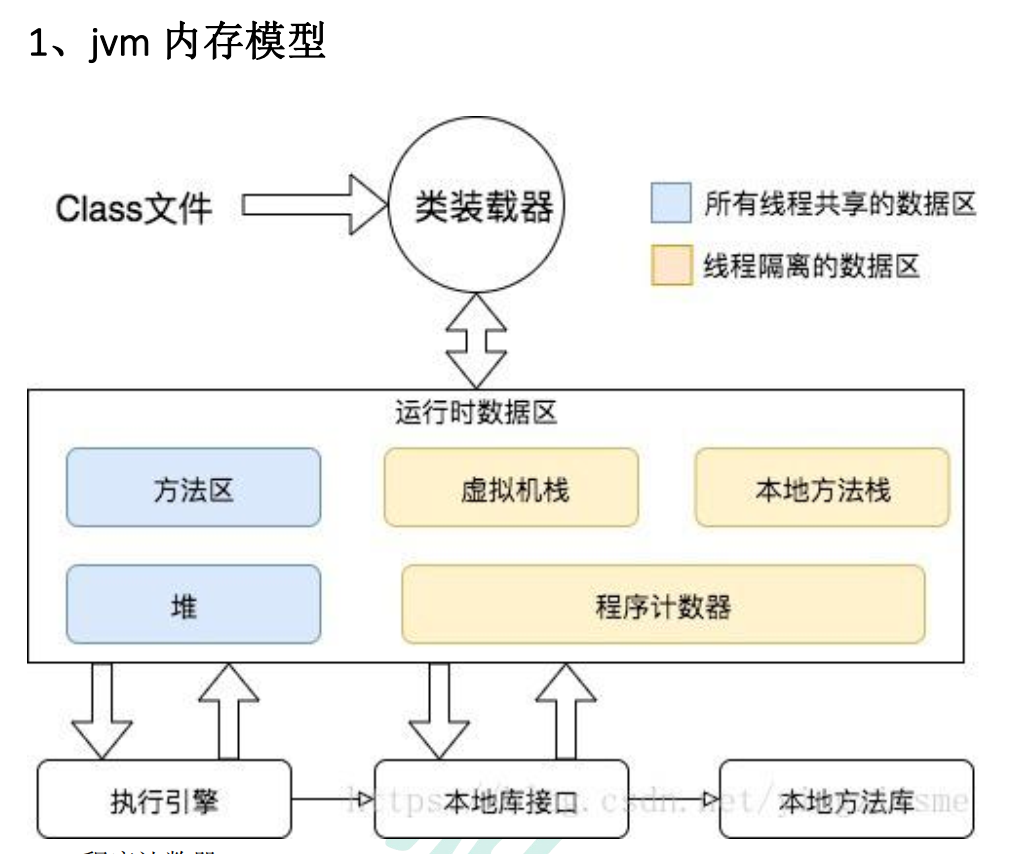 1、jvm 内存模型
Class文件
类装载器
所有线程共享的数据区
线程隔离的数据区
运行时数据区
方法区
虚拟机栈
本地方法栈
堆
程序计数器
执行引擎
本地库接口
本地方法库